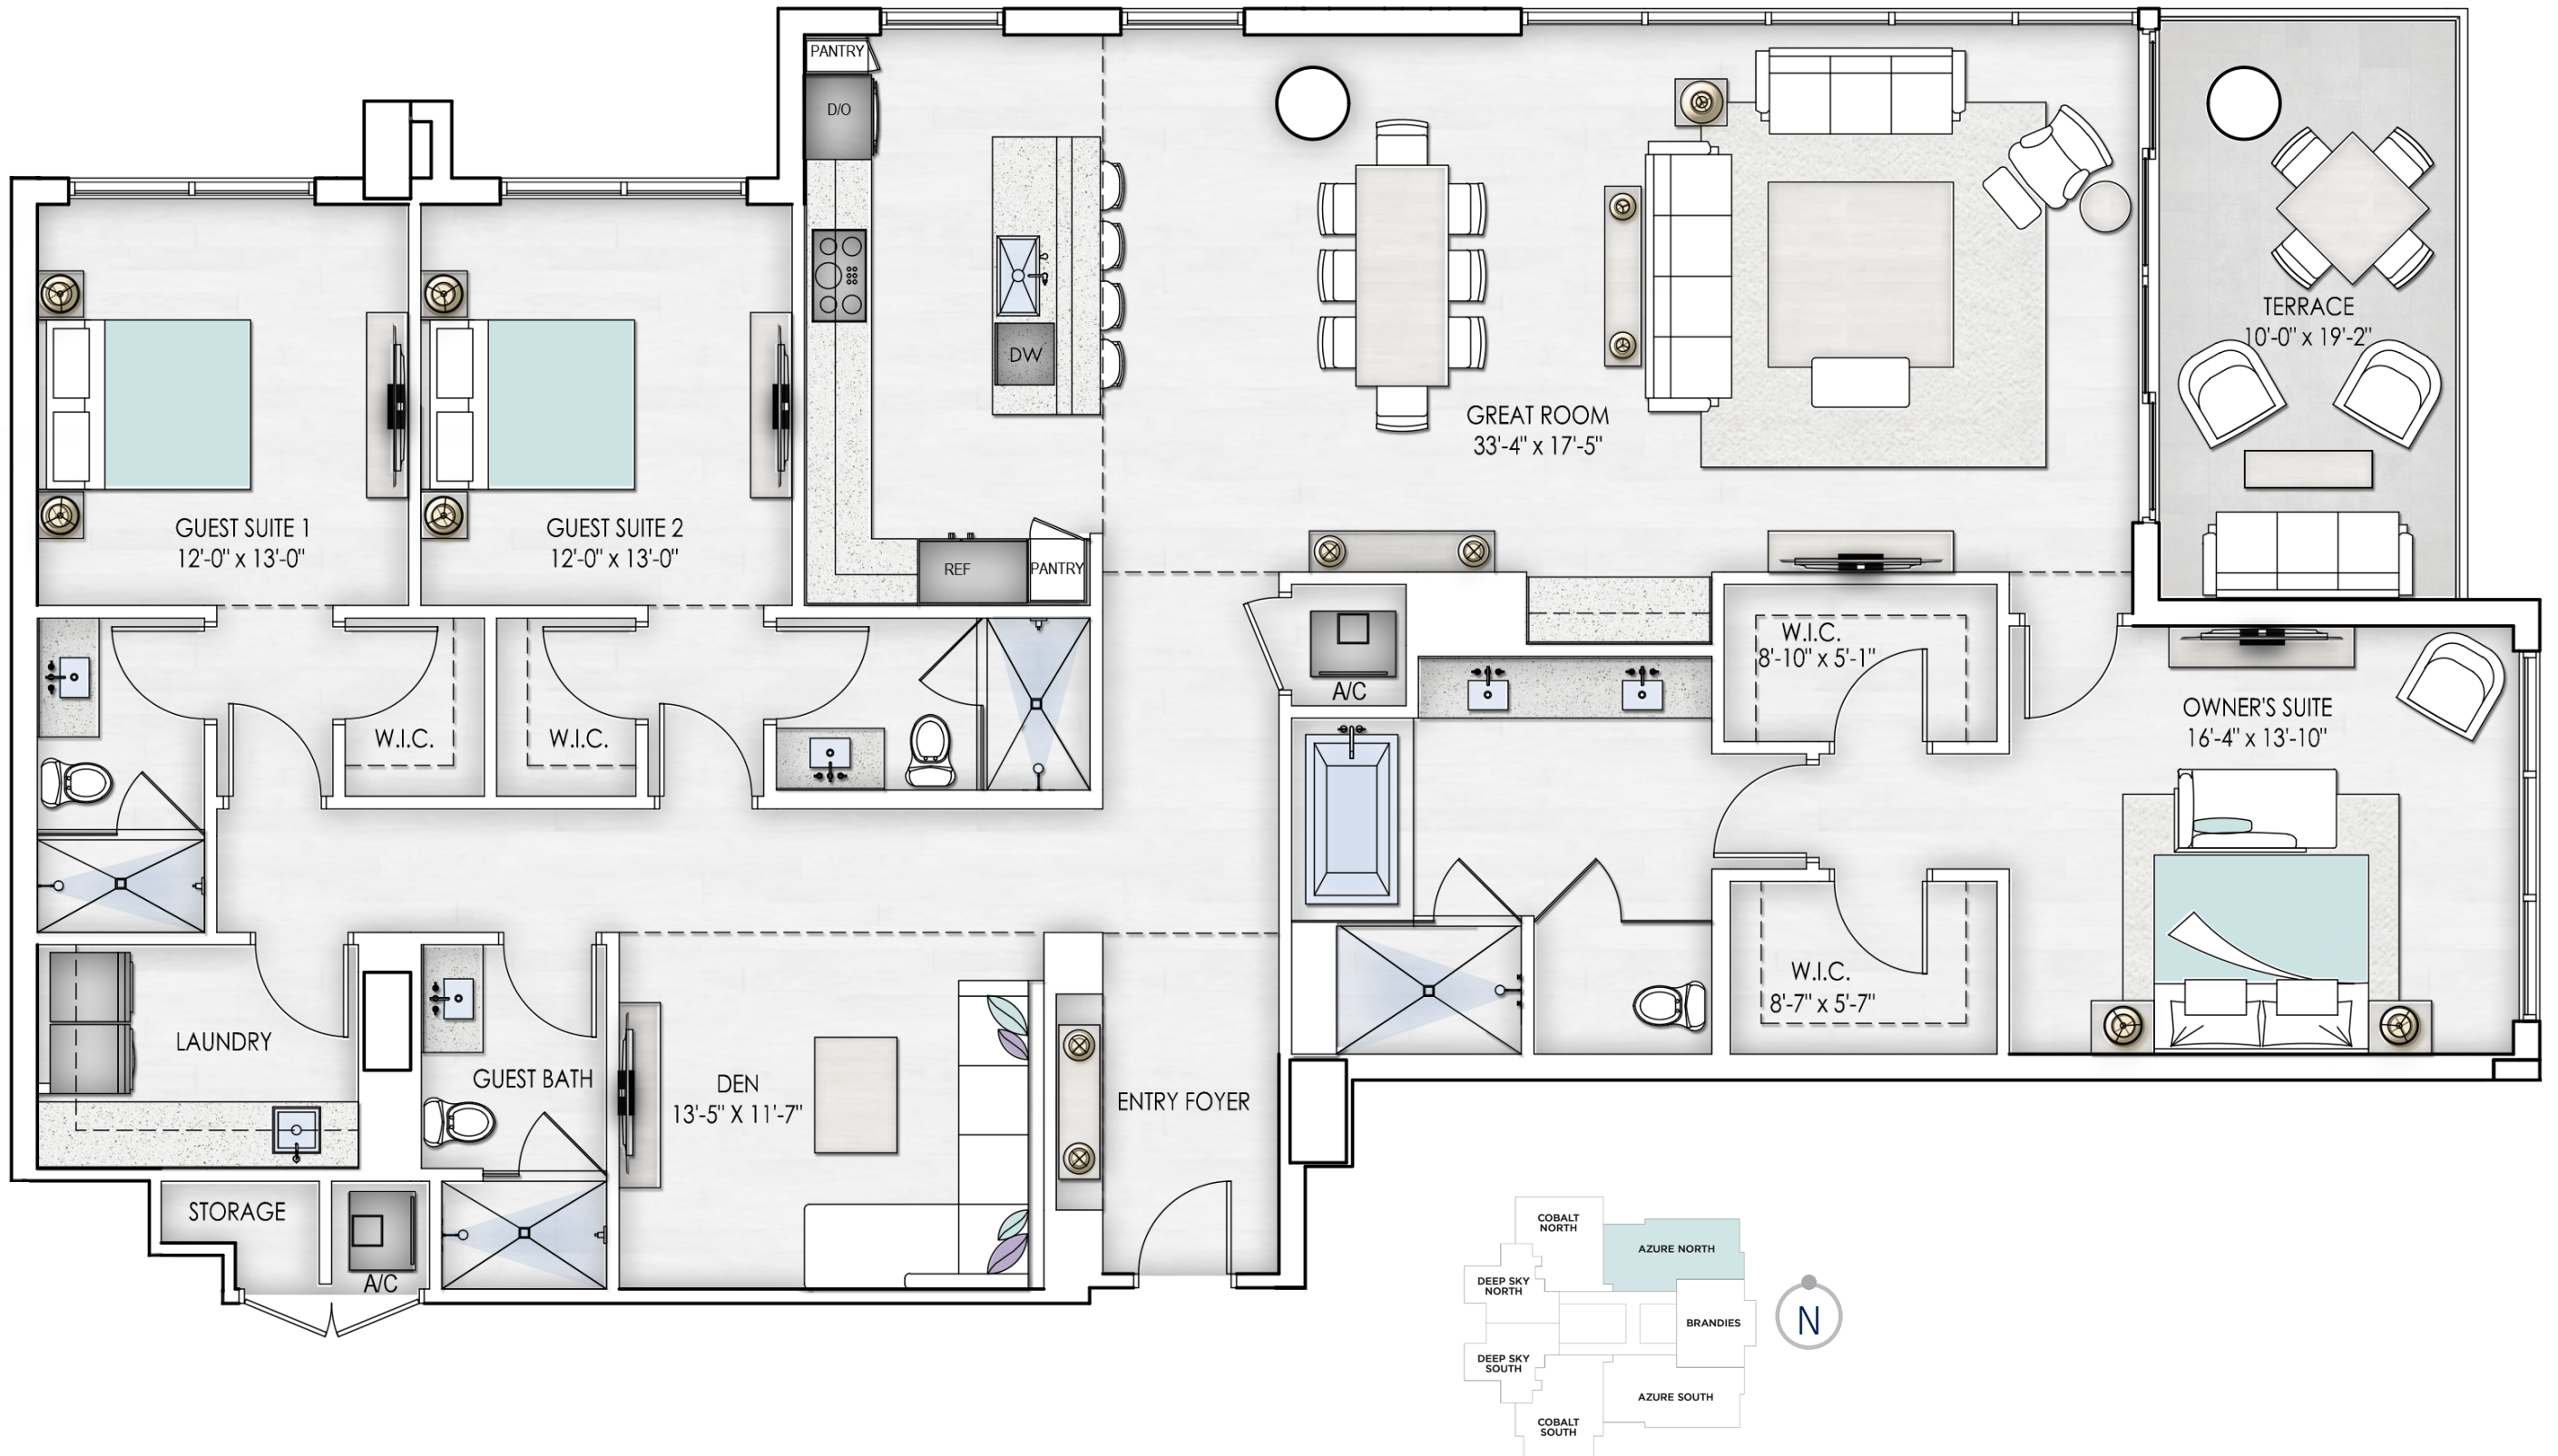 PANTRY
D/O
DW
REF
PANTRY
GUEST SUITE 1
12'-0" x 13'-0"
GUEST SUITE 2
12'-0" x 13'-0"
GREAT ROOM
33'-4" x 17'-5"
TERRACE
10'-0" x 19'-2"
W.I.C.
W.I.C.
A/C
W.I.C.
8'-10" x 5'-1"
OWNER'S SUITE
16'-4" x 13'-10"
W.I.C.
8'-7" x 5'-7"
LAUNDRY
GUEST BATH
DEN
13'-5" X 11'-7"
ENTRY FOYER
STORAGE
A/C
COBALT
NORTH
AZURE NORTH
DEEP SKY
NORTH
BRANDIES
N
DEEP SKY
SOUTH
AZURE SOUTH
COBALT
SOUTH